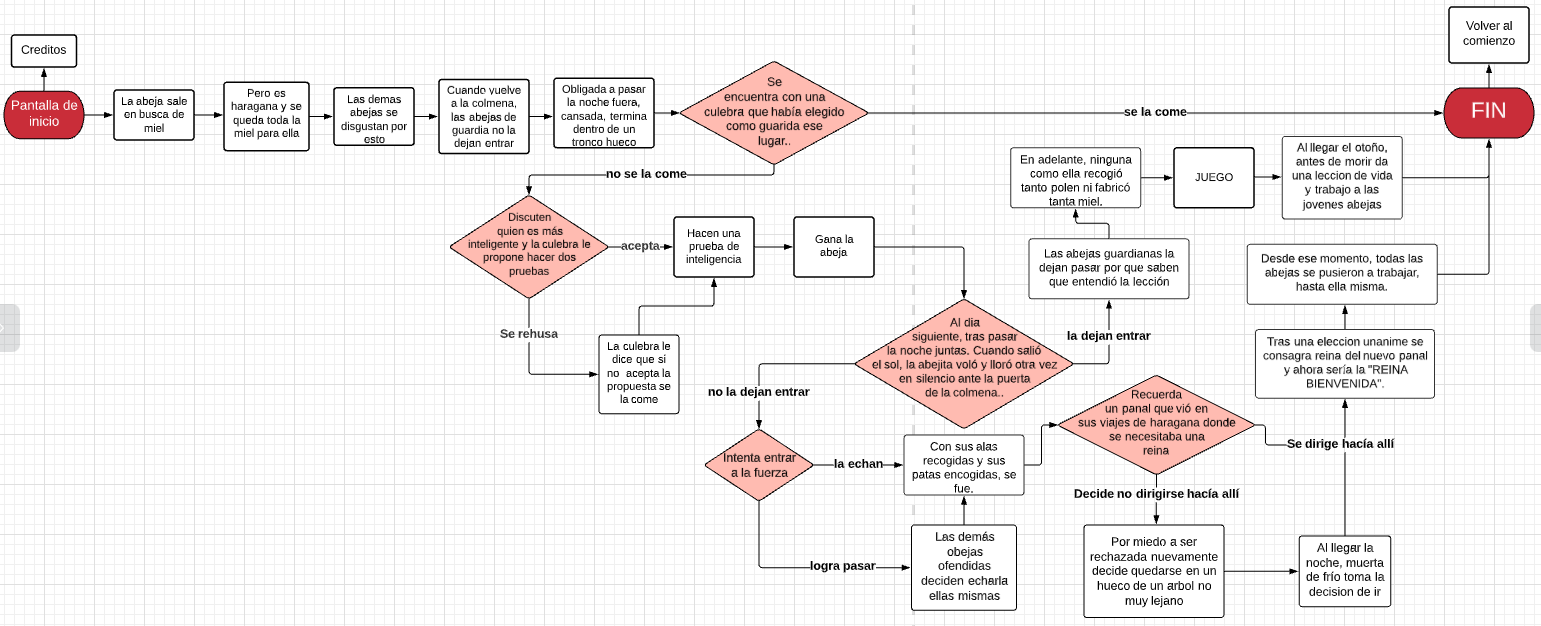 Creditos
Pantalla de
inicio
La abeja sale
en busca de
miel
Pero es
haragana y se
queda toda la
miel para ella
Las demas
abejas se
disgustan por
esto
Cuando vuelve
a la colmena,
las abejas de
guardia no la
dejan entrar
Obligada a pasar
la noche fuera,
cansada, termina
dentro de un
tronco hueco
Se
encuentra con una
culebra que había elegido
como guarida ese
lugar..
se la come
FIN
Volver al
comienzo
no se la come
Discuten
quien es más
inteligente y la culebra le
propone hacer dos
pruebas
acepta
Hacen una
prueba de
inteligencia
Gana la
abeja
Se rehusa
La culebra le
dice que si
no acepta la
propuesta se
la come
Al dia
siguiente, tras pasar
la noche juntas. Cuando salió
el sol, la abejita voló y lloró otra vez
en silencio ante la puerta
de la colmena..
la dejan entrar
Las abejas guardianas la
dejan pasar por que saben
que entendió la lección
En adelante, ninguna
como ella recogió
tanto polen ni fabricó
tanta miel.
JUEGO
Al llegar el otoño,
antes de morir da
una leccion de vida
y trabajo a las
jovenes abejas
no la dejan entrar
Intenta entrar
a la fuerza
la echan
Con sus alas
recogidas y sus
patas encogidas, se
fue.
logra pasar
Las demás
obejas
ofendidas
deciden echarla
ellas mismas
Recuerda
un panal que vió en
sus viajes de haragana donde
se necesitaba una
reina
Se dirige hacía allí
Decide no dirigirse hacía allí
Por miedo a ser
rechazada nuevamente
decide quedarse en un
hueco de un arbol no
muy lejano
Al llegar la
noche, muerta
de frío toma la
decision de ir
Tras una eleccion unanime se
consagra reina del nuevo panal
y ahora sería la "REINA
BIENVENIDA".
Desde ese momento, todas las
abejas se pusieron a trabajar,
hasta ella misma.